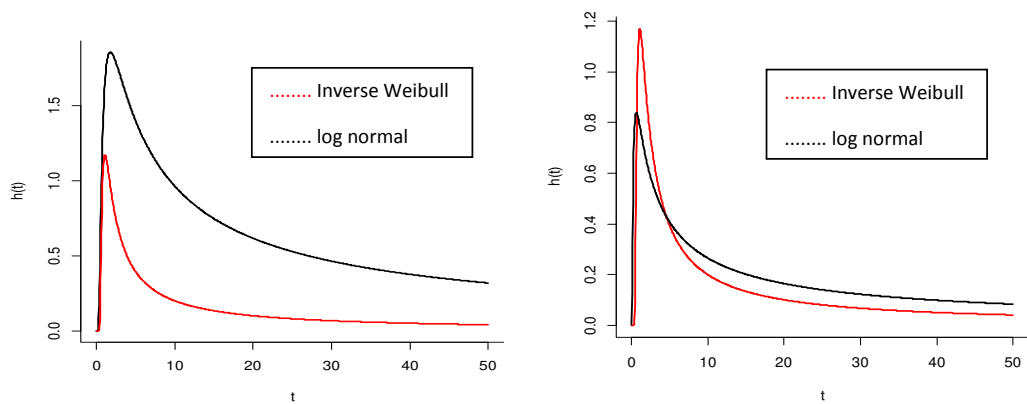 h(t)
1.5
0.5
0.0
....... Inverse Weibull
........ log normal
0 10 20 30 40 50
t
h(t)
1.2
1.0
0.8
0.6
0.4
0.2
0.0
....... Inverse Weibull
........ log normal
0 10 20 30 40 50
t